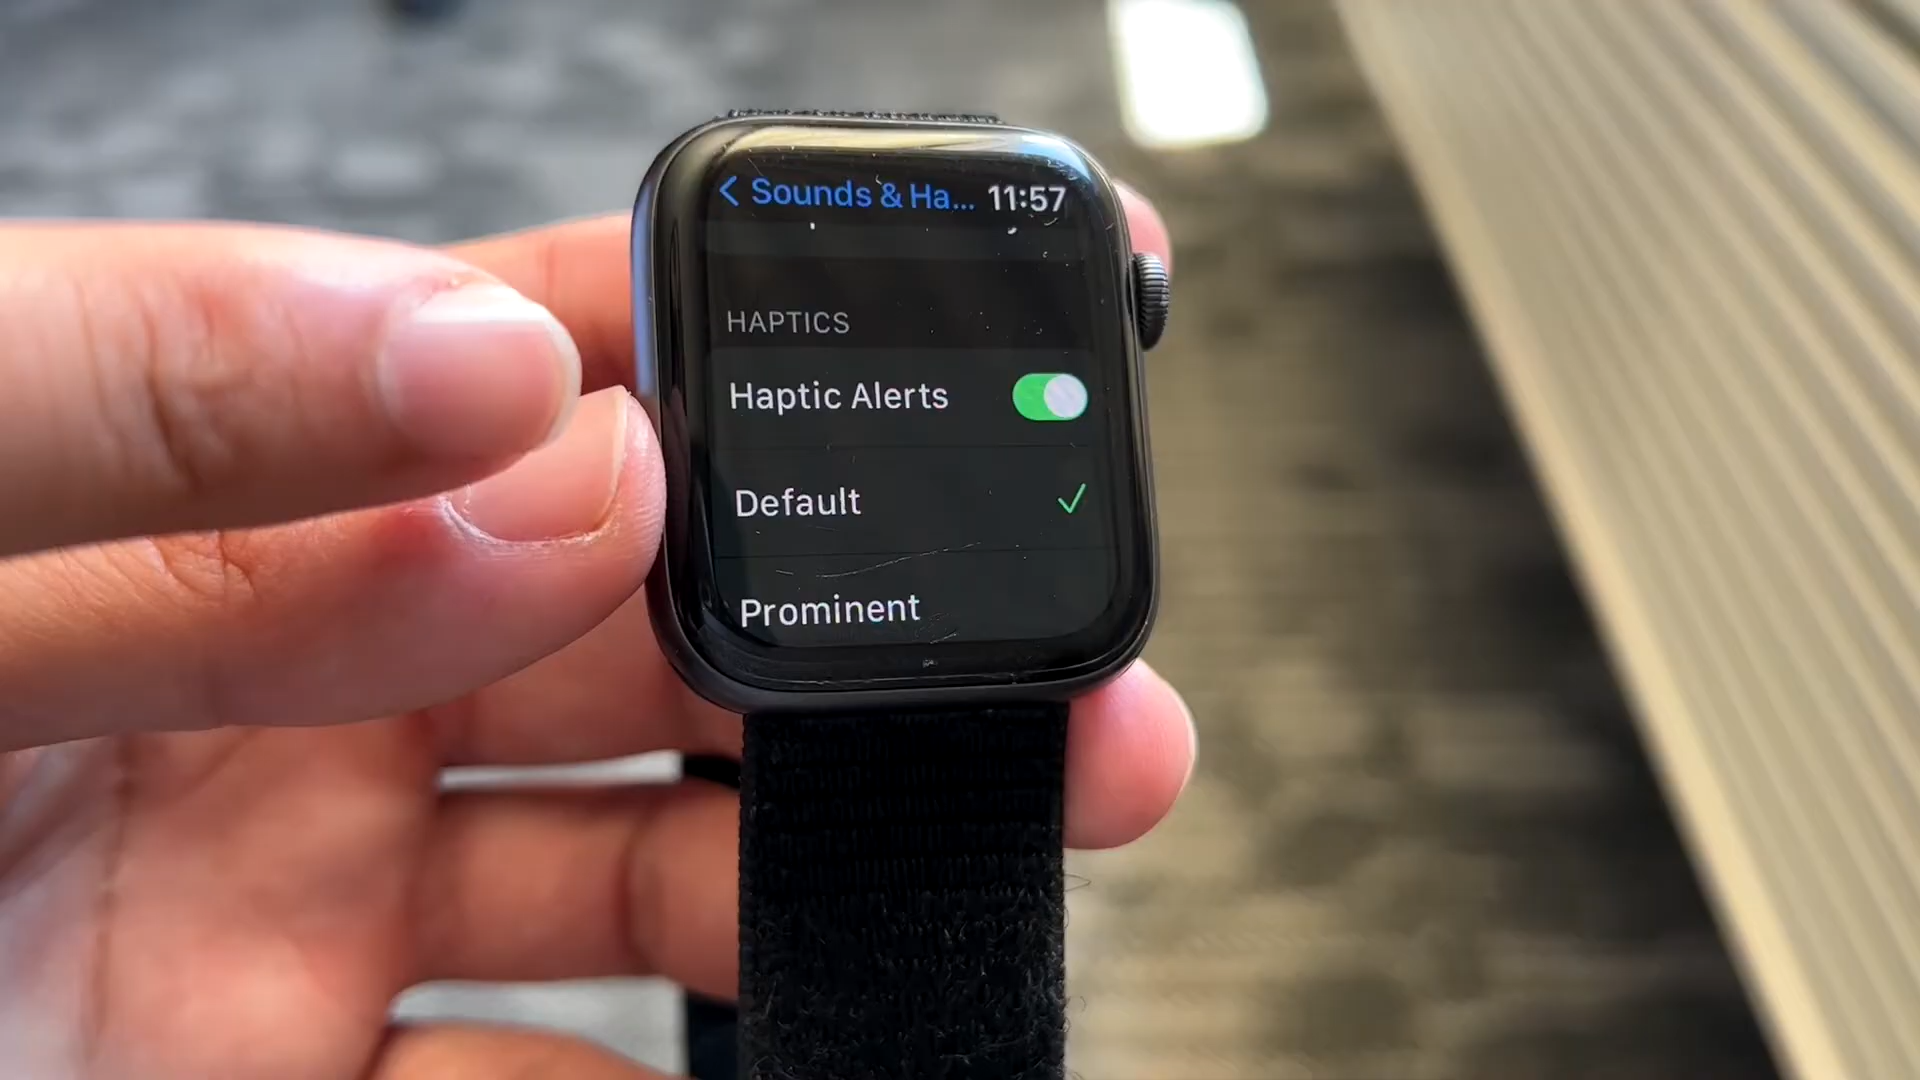 Sounds & Ha... 11:57
HAPTICS
Haptic Alerts
Default
Prominent